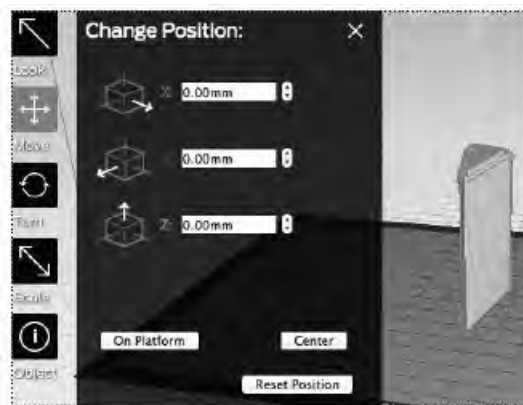 Change Position:
Look
X: 0.00mm
Move
0.00mm
Turn
Z: 0.00mm
Scale
On Platform Center
Object
Reset Position